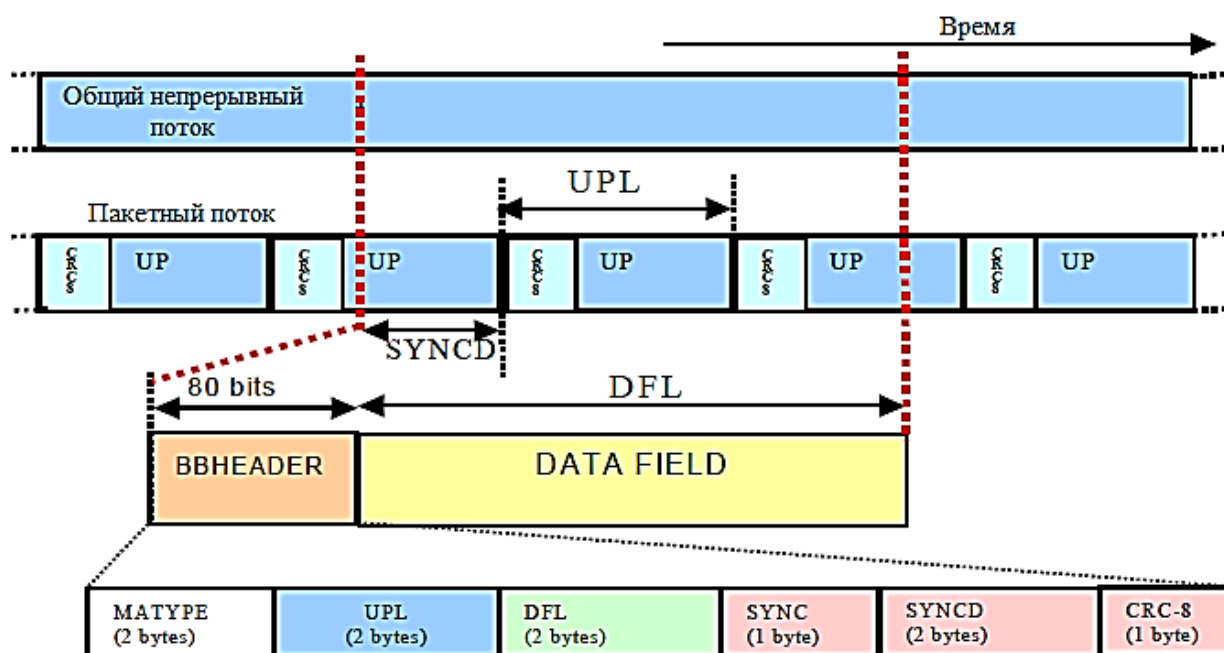 Время
Общий непрерывный
поток
UPL
Пакетный поток
CRCS UP CRCS UP CRCS UP CRCS UP CRCS UP
SYNCD
80 bits
DFL
BBHEADER DATA FIELD
MATYPE UPL DFL SYNC SYNCD CRC-8
(2 bytes) (2 bytes) (2 bytes) (1 byte) (2 bytes) (1 byte)